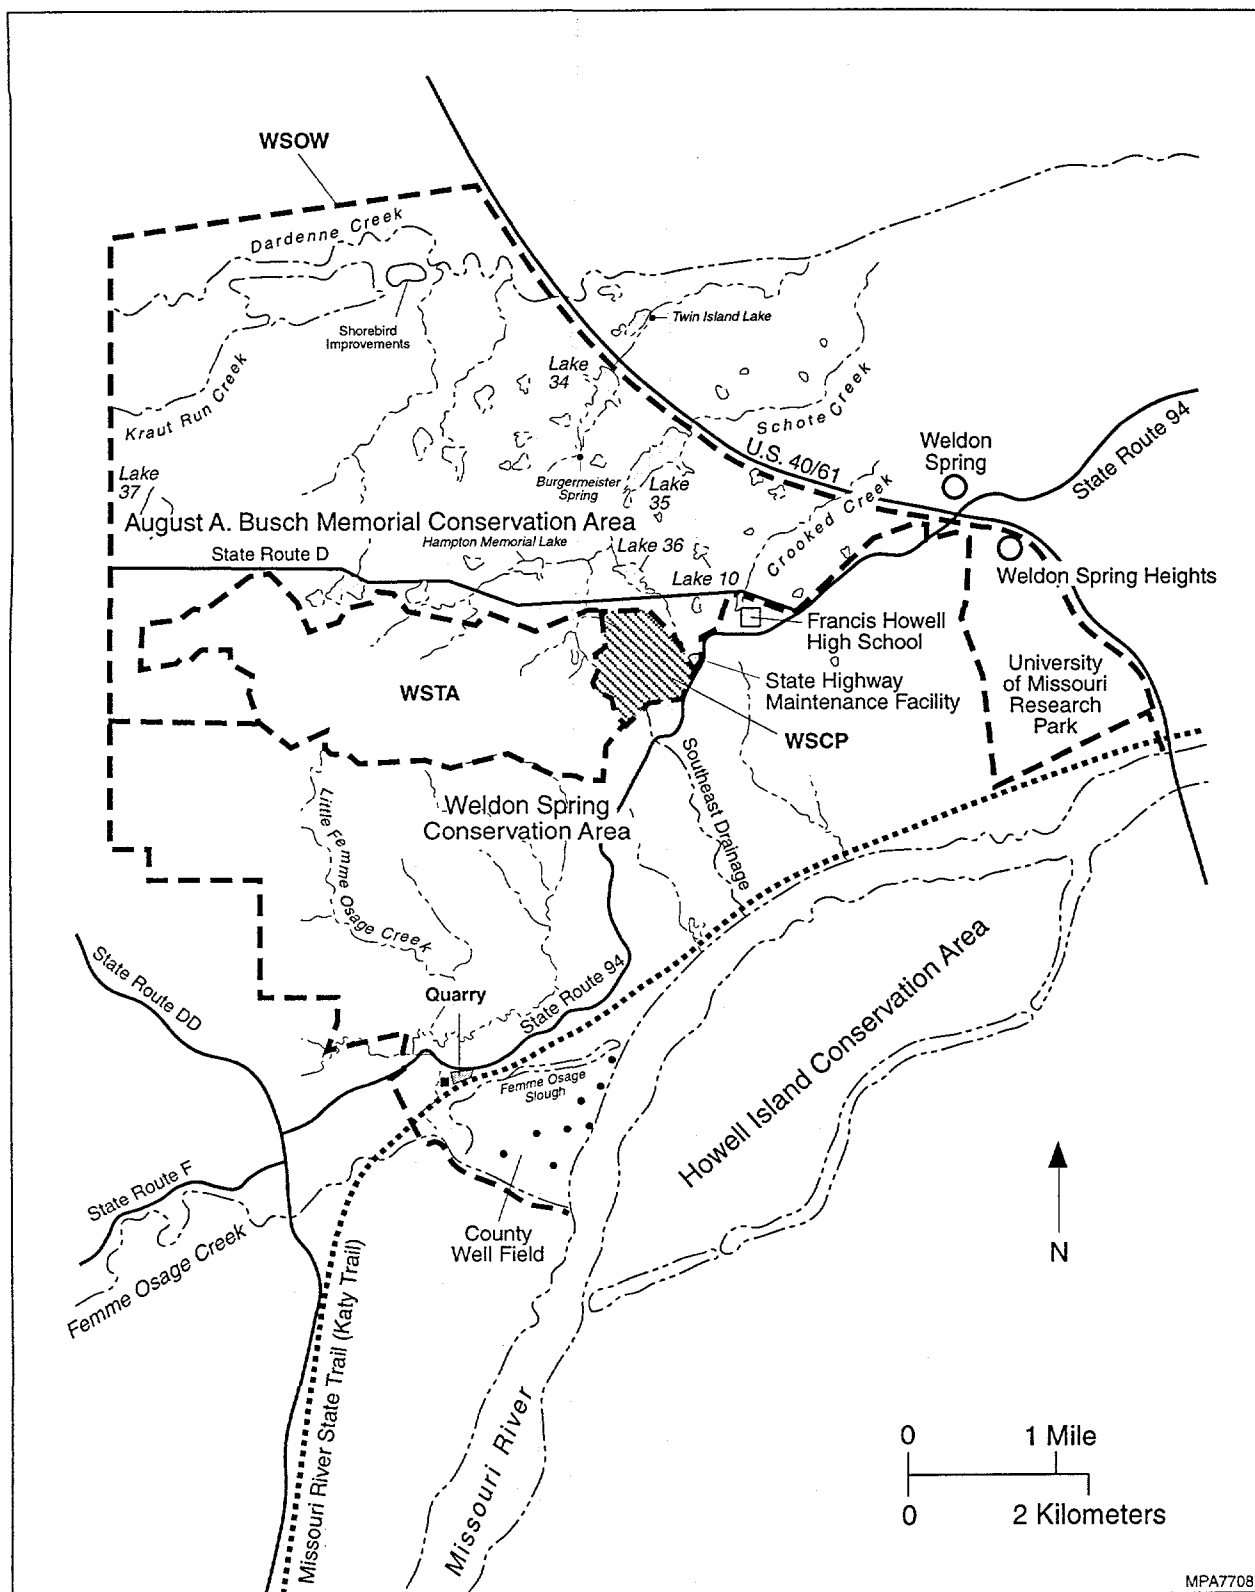 WSOW
Dardenne Creek
Shorebird
Improvements
Twin Island Lake
Lake
34
Kraut Run Creek
Schote Creek
State Route 94
Weldon
Spring
U.S. 40/61
Lake
37
Burgermeister
Spring
Lake
35
Crooked Creek
August A. Busch Memorial Conservation Area
Hampton Memorial Lake
State Route D
Lake 36
Lake 10
Weldon Spring Heights
Francis Howell
High School
WSTA
State Highway
Maintenance Facility
University
of Missouri
Research
Park
WSCP
Southeast Drainage
Little Femme Osage Creek
Weldon Spring
Conservation Area
State Route DD
Quarry
State Route 94
Howell Island Conservation Area
Femme Osage
Slough
State Route F
Femme Osage Creek
County
Well Field
N
Missouri River State Trail (Katy Trail)
Missouri River
0 1 Mile
0 2 Kilometers
MPA7708